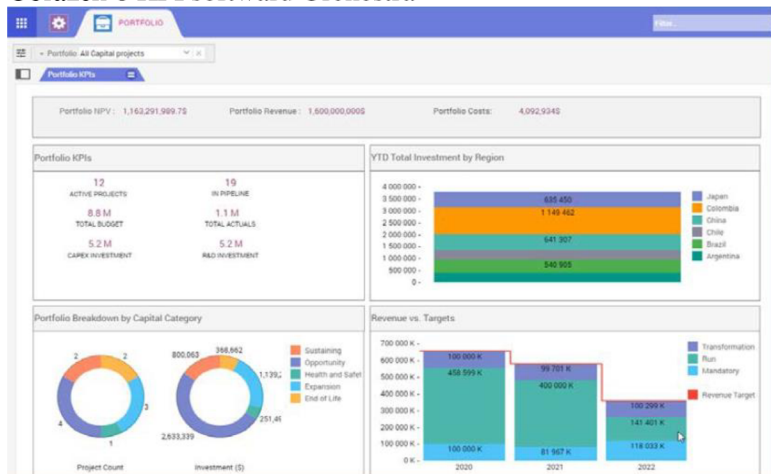 PORTFOLIO
Filter...
Portfolio All Capital projects
Portfolio KPIs
Portfolio NPV : 1,163,291,989.7$ Portfolio Revenue : 1,600,000,000$ Portfolio Costs: 4,092,934$
Portfolio KPIs
12 19
ACTIVE PROJECTS IN PIPELINE
8.8 M 1.1 M
TOTAL BUDGET TOTAL ACTUALS
5.2 M 5.2 M
CAPEX INVESTMENT R&D INVESTMENT
YTD Total Investment by Region
4 000 000
3 500 000
3 000 000
2 500 000
2 000 000
1 500 000
1 000 000
500 000
0
635 450
1 149 462
641 307
540 905
Japan
Colombia
China
Chile
Brazil
Argentina
Portfolio Breakdown by Capital Category
2 2
3
4
1
Project Count
800,063 368,662
1,139,
251,49
2,633,339
Investment ($)
Sustaining
Opportunity
Health and Safet
Expansion
End of Life
Revenue vs. Targets
700 000 K
600 000 K
500 000 K
400 000 K
300 000 K
200 000 K
100 000 K
0 K
100 000 K
458 599 K
100 000 K
99 701 K
400 000 K
81 967 K
100 299 K
141 401 K
118 033 K
2020 2021 2022
Transformation
Run
Mandatory
Revenue Target